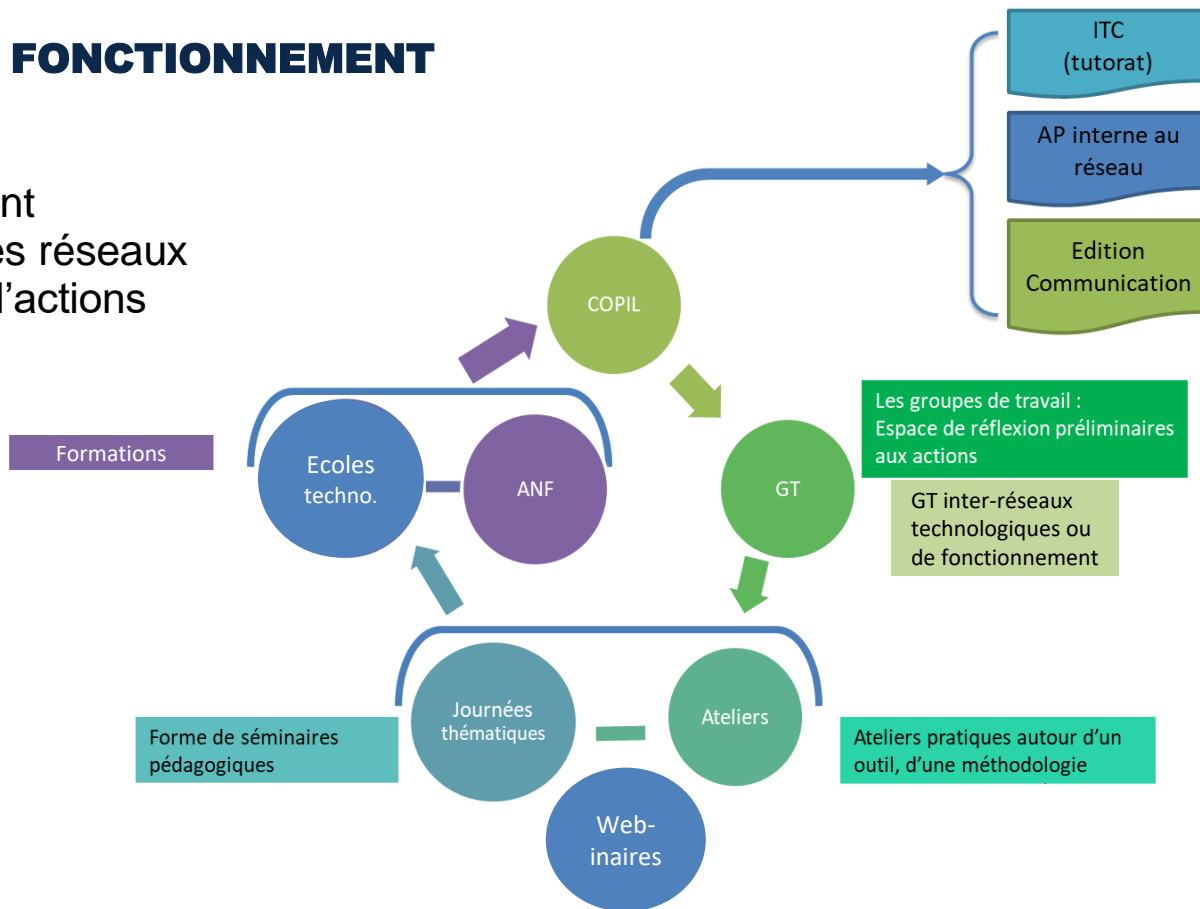 FONCTIONNEMENT
ITC
(tutorat)
AP interne au
réseau
Edition
Communication
nt
es réseaux
l’actions
COPIL
Formations
Ecoles
techno.
ANF
GT
Les groupes de travail :
Espace de réflexion préliminaires
aux actions
GT inter-réseaux
technologiques ou
de fonctionnement
Journées
thématiques
Ateliers
Forme de séminaires
pédagogiques
Ateliers pratiques autour d’un
outil, d’une méthodologie
Web-
inaires